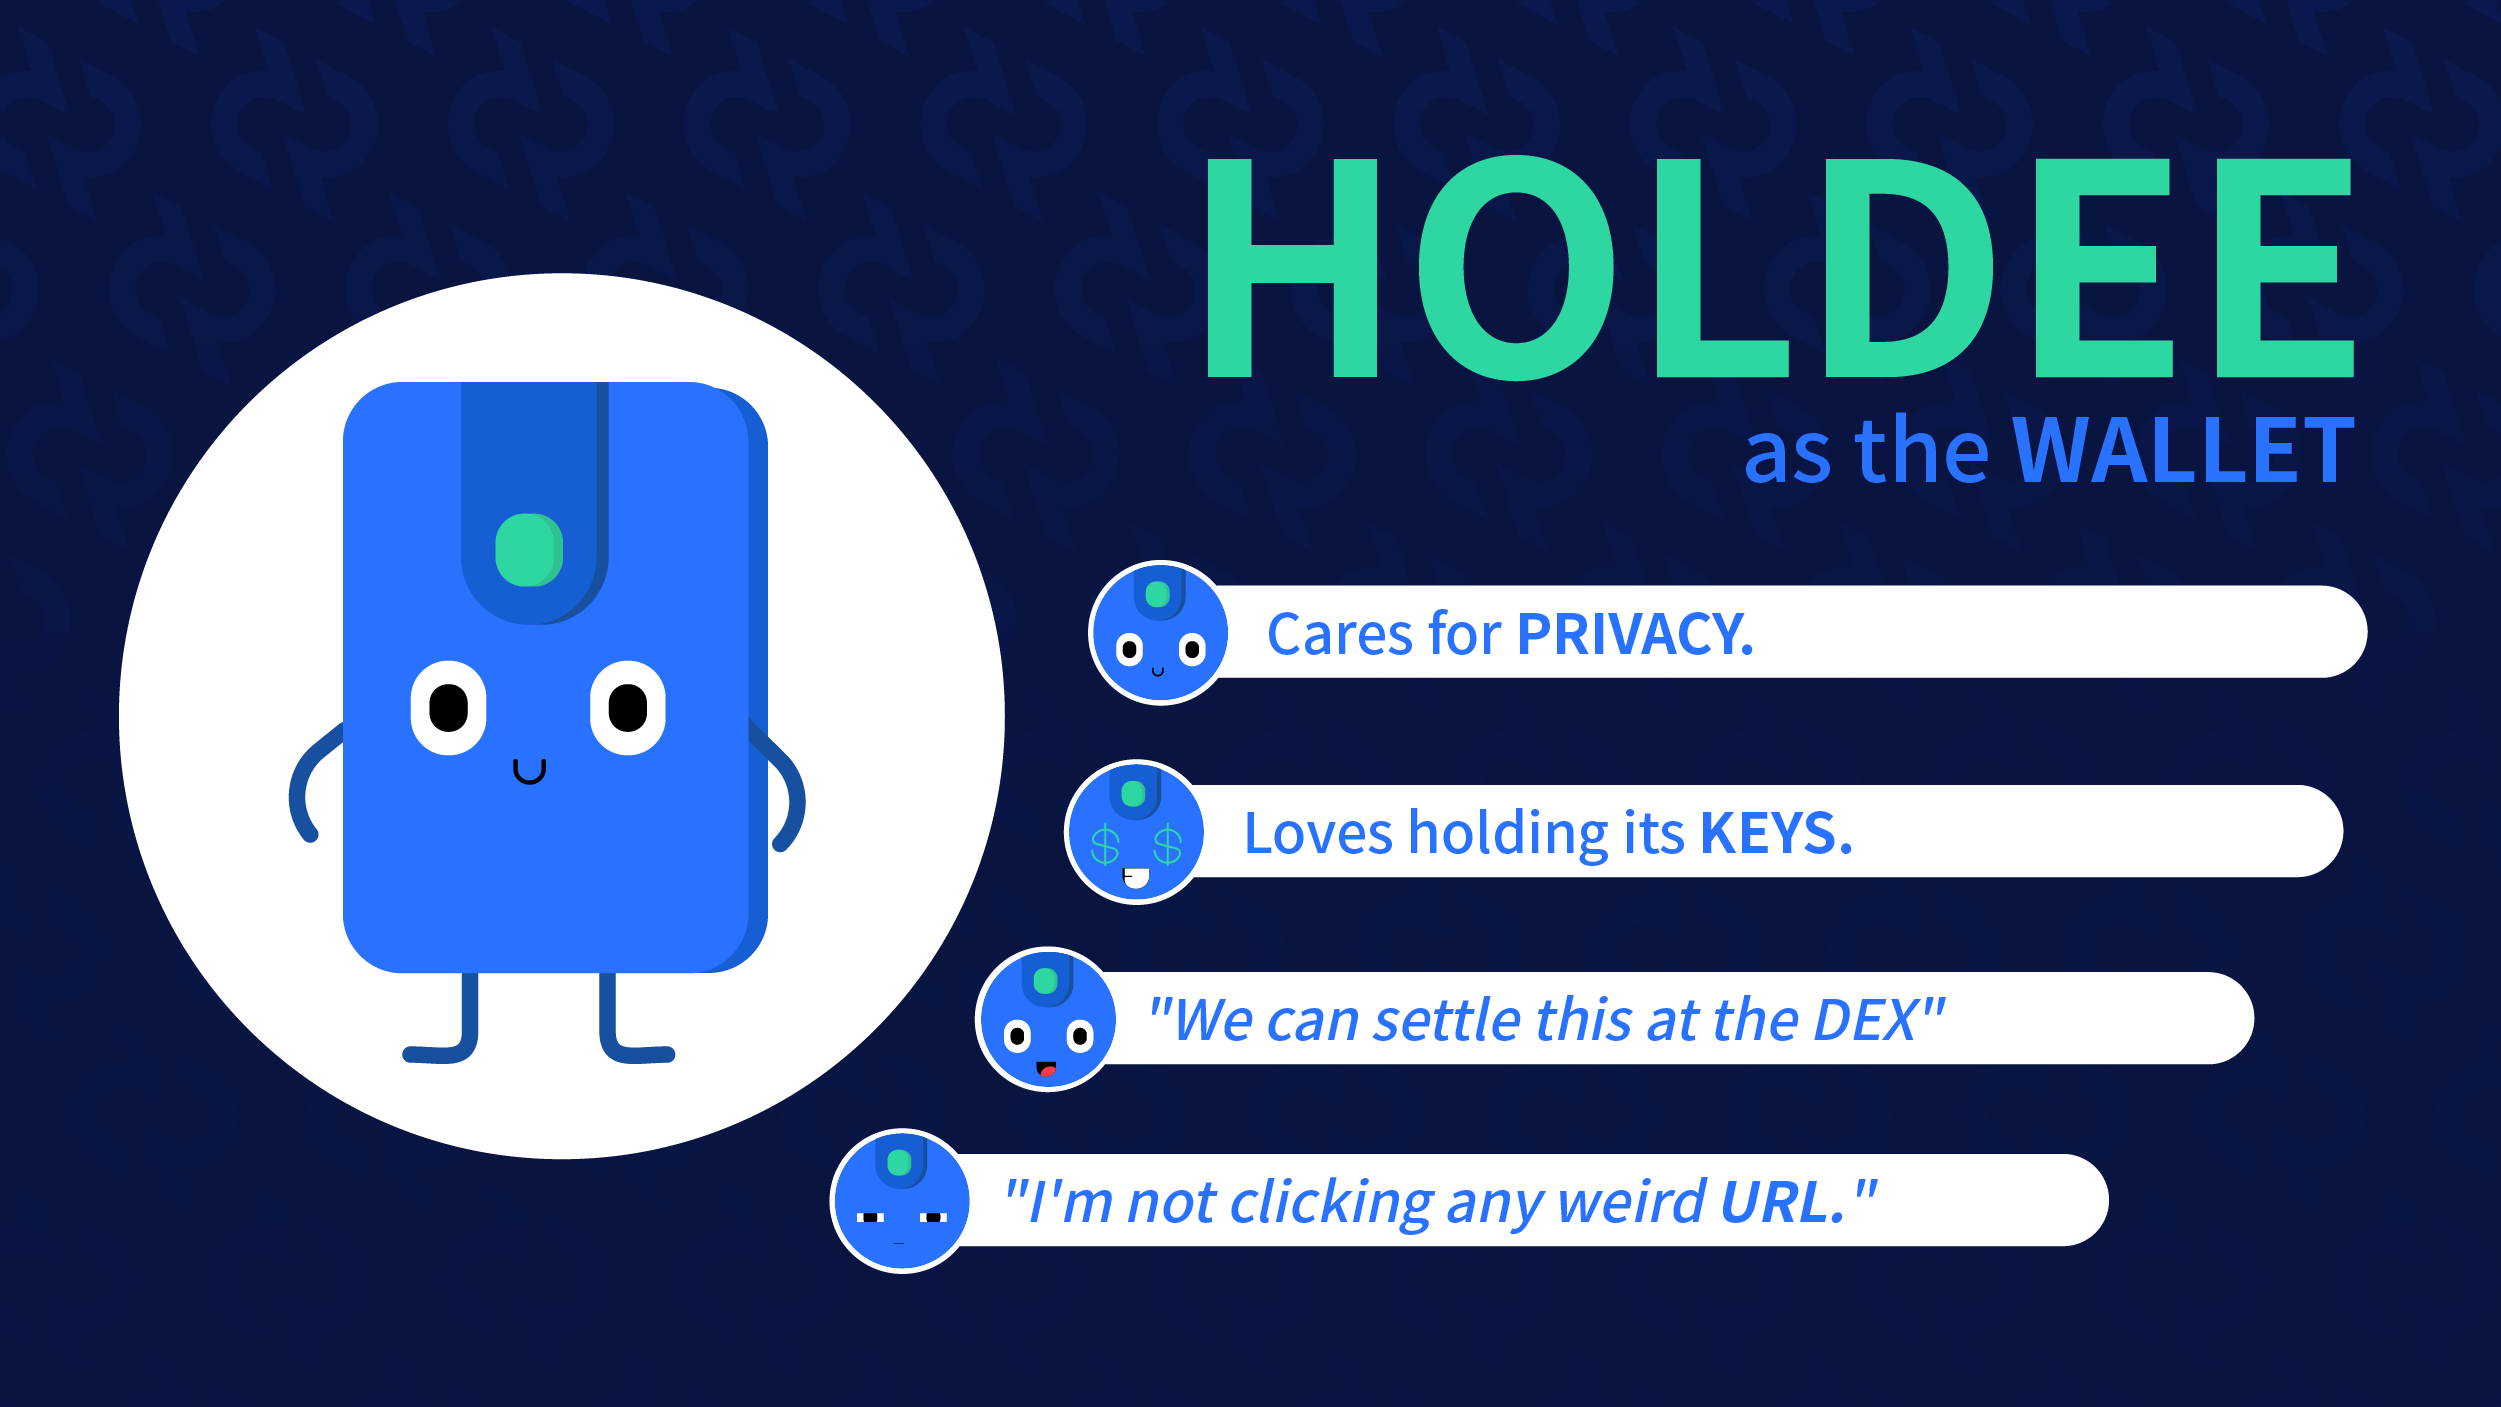 HOLDEE
as the WALLET
Cares for PRIVACY.
Loves holding its KEYS.
"We can settle this at the DEX"
"I'm not clicking any weird URL."